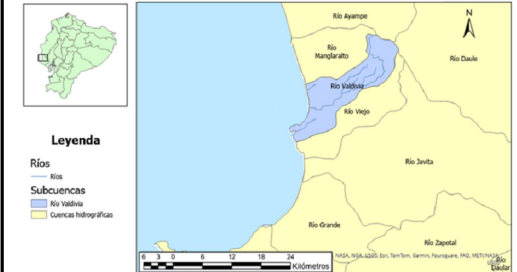 Leyenda
Ríos
Ríos
Subcuencas
Río Valdivia
Cuencas hidrográficas
N
Río Ayampe
Río
Manglaralto
Río Daule
Río Valdivia
Río Viejo
Río Javita
Río Grande
Río Zapotal
Río
Daular
6 3 0 6 12 18 24
Kilómetros
NASA, NGA, USGS, Esri, TomTom, Garmin, Foursquare, FAO, METI/NASA